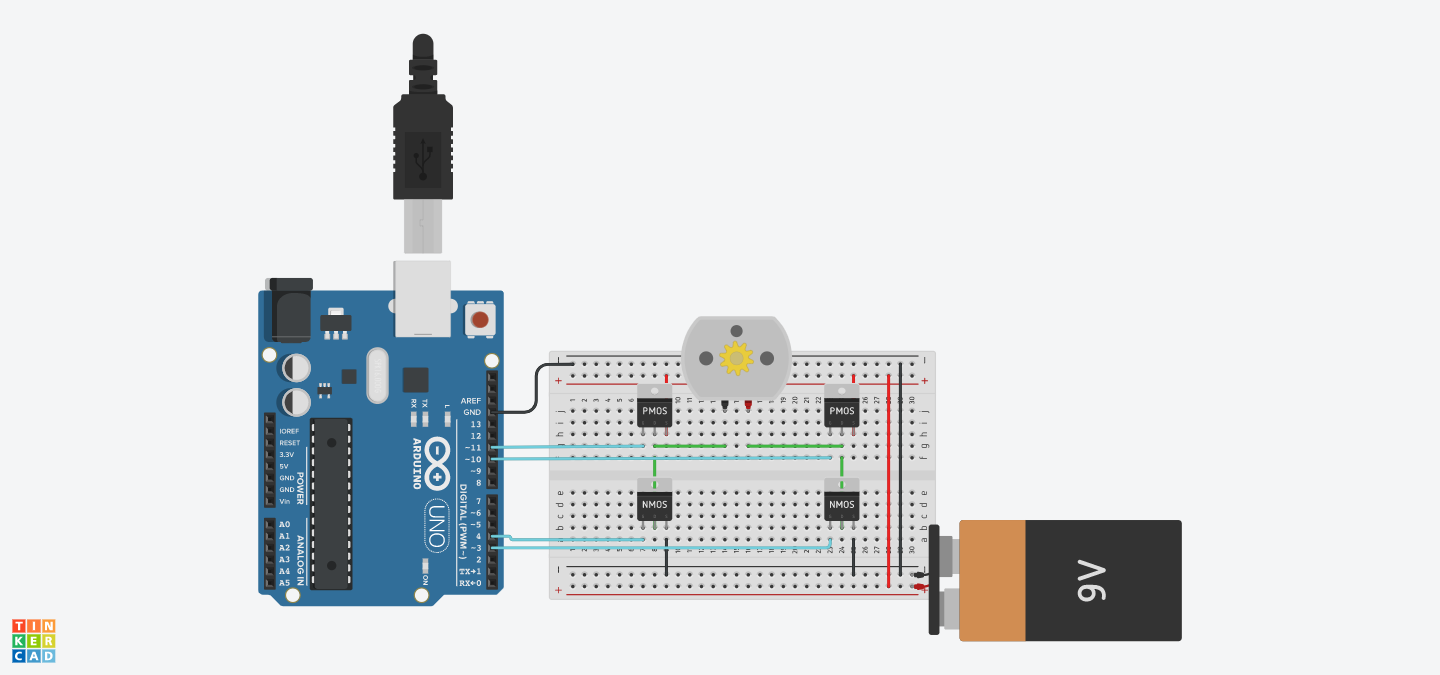 AREF
GND
13
12
~11
~10
~9
8
7
~6
~5
4
~3
2
TX→1
RX←0
DIGITAL (PWM ~)
L
TX
RX
ARDUINO
UNO
ON
IOREF
RESET
3.3V
5V
GND
GND
Vin
POWER
A0
A1
A2
A3
A4
A5
ANALOG IN
PMOS
PMOS
NMOS
NMOS
9V
TIN
KER
CAD